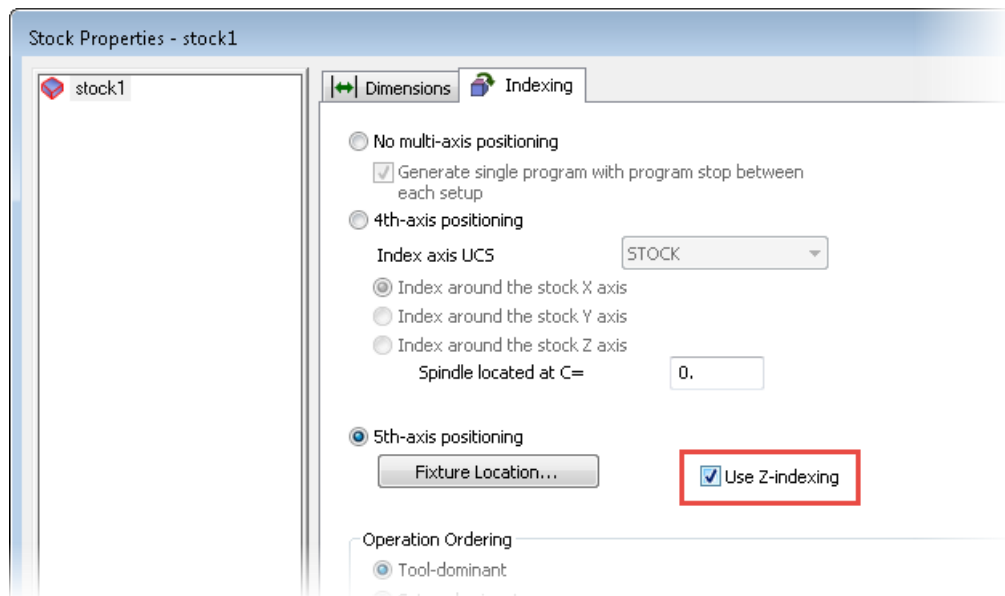 Stock Properties - stock1
stock1
Dimensions
Indexing
No multi-axis positioning
Generate single program with program stop between
each setup
4th-axis positioning
Index axis UCS
STOCK
Index around the stock X axis
Index around the stock Y axis
Index around the stock Z axis
Spindle located at C=
0.
5th-axis positioning
Fixture Location...
Use Z-indexing
Operation Ordering
Tool-dominant